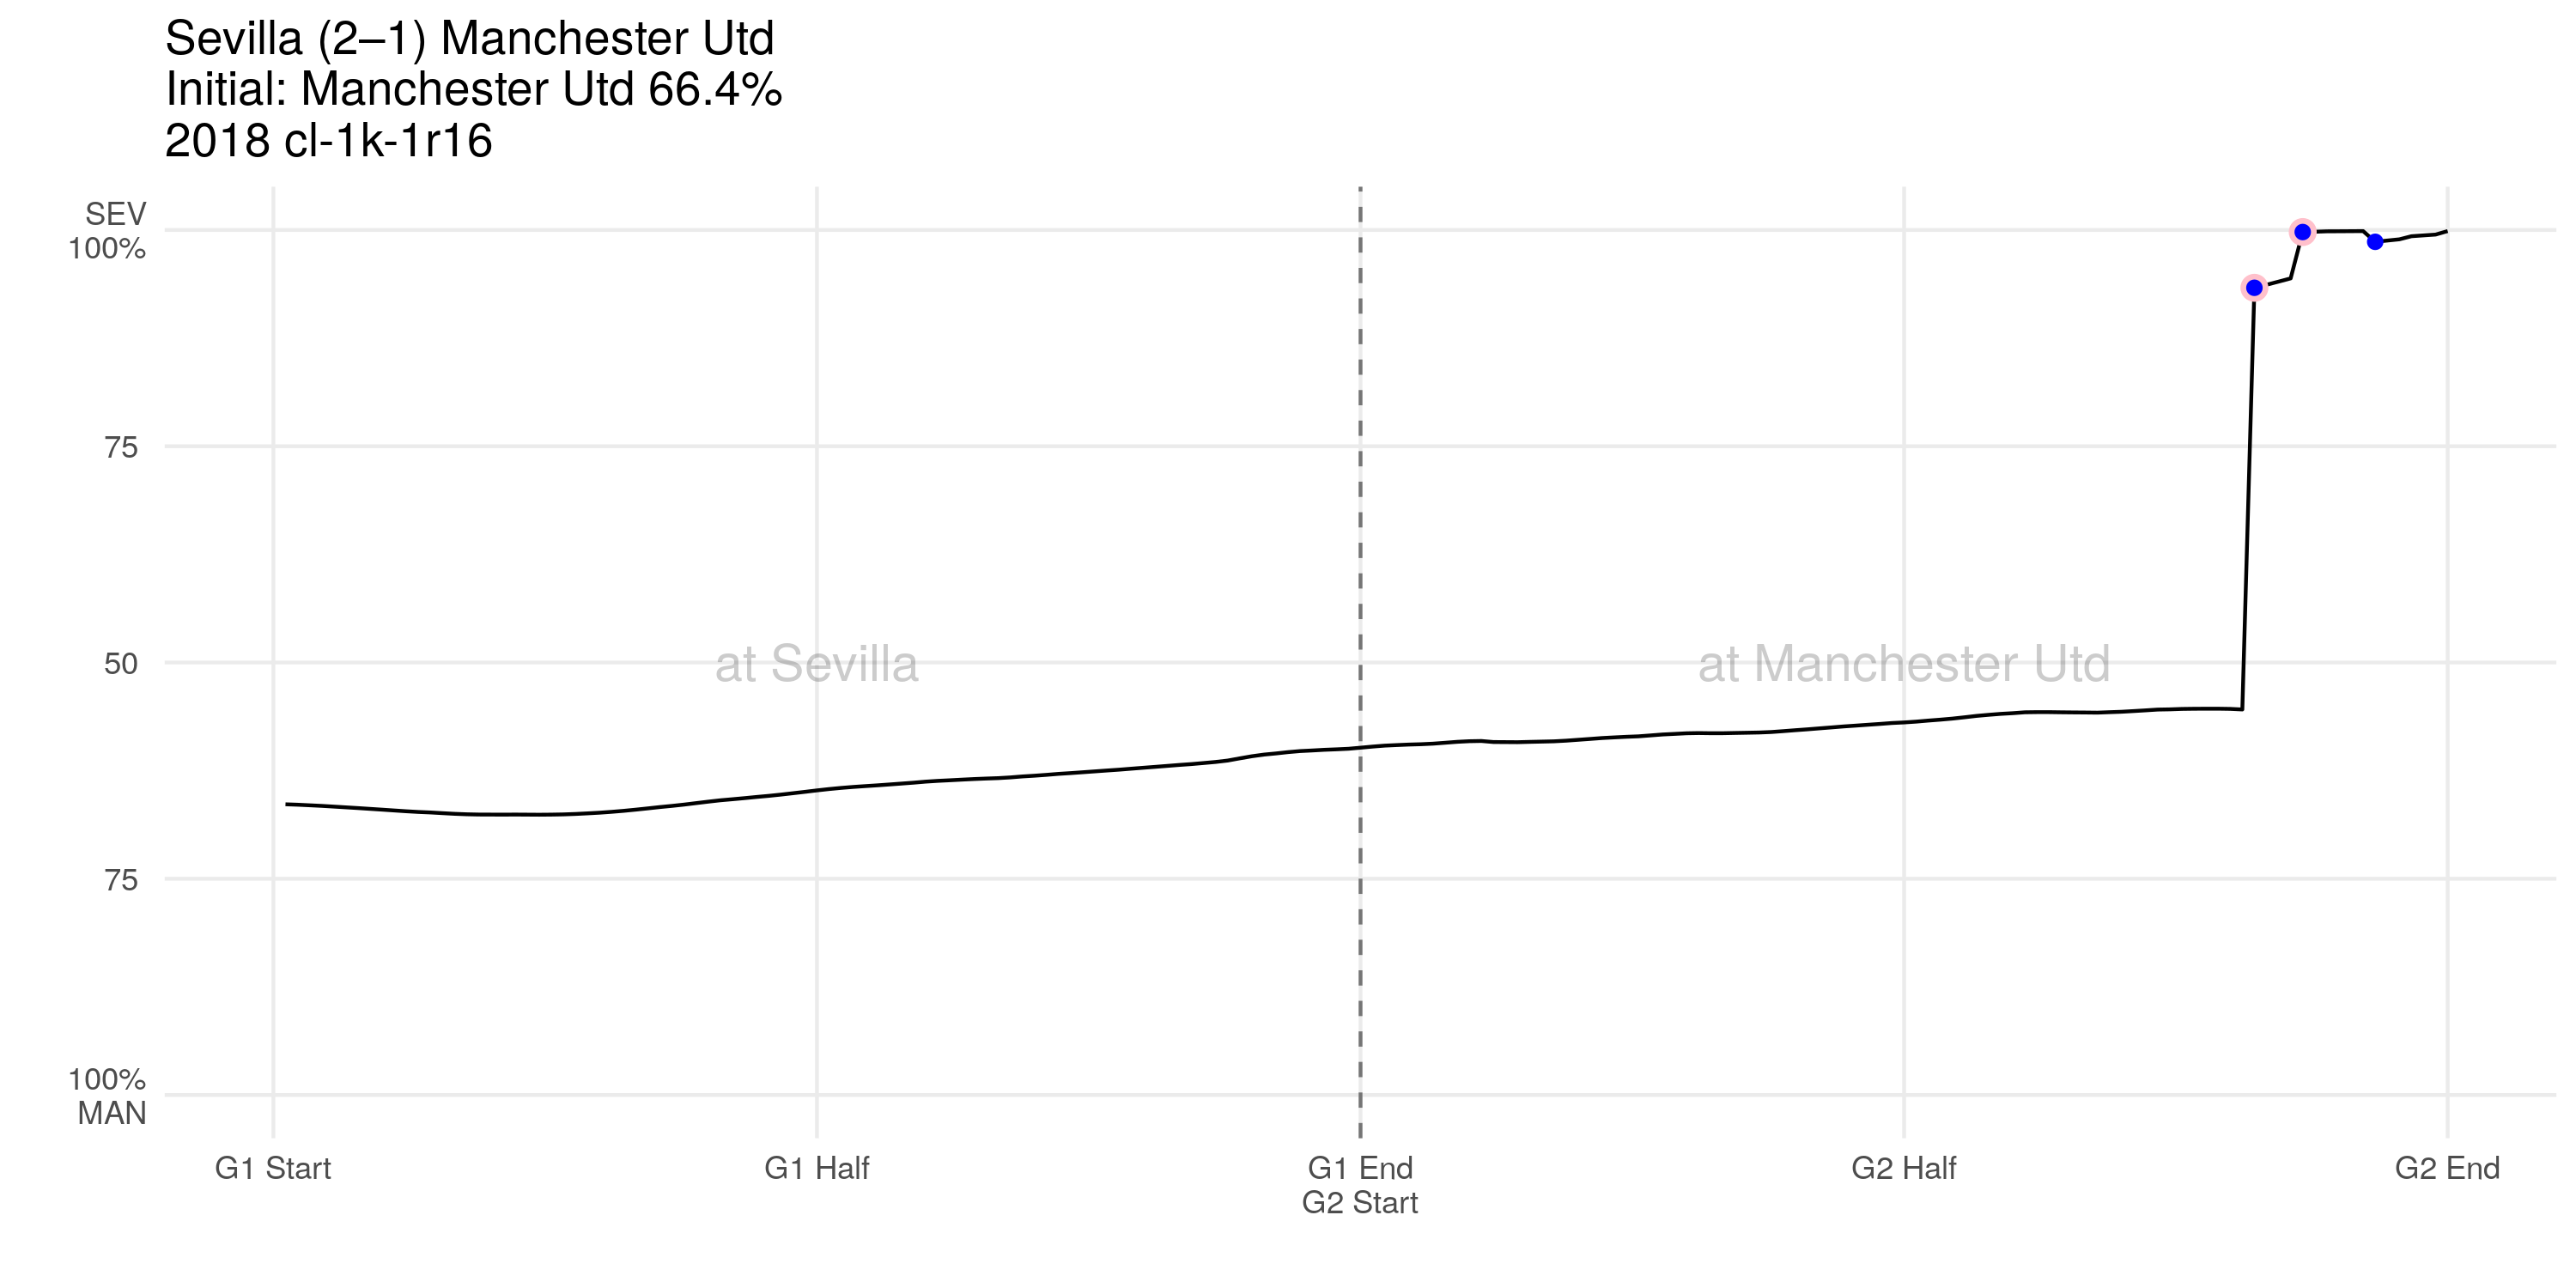 Sevilla (2–1) Manchester Utd
Initial: Manchester Utd 66.4%
2018 cl-1k-1r16
SEV
100%
75
50
75
100%
MAN
at Sevilla
at Manchester Utd
G1 Start
G1 Half
G1 End
G2 Start
G2 Half
G2 End